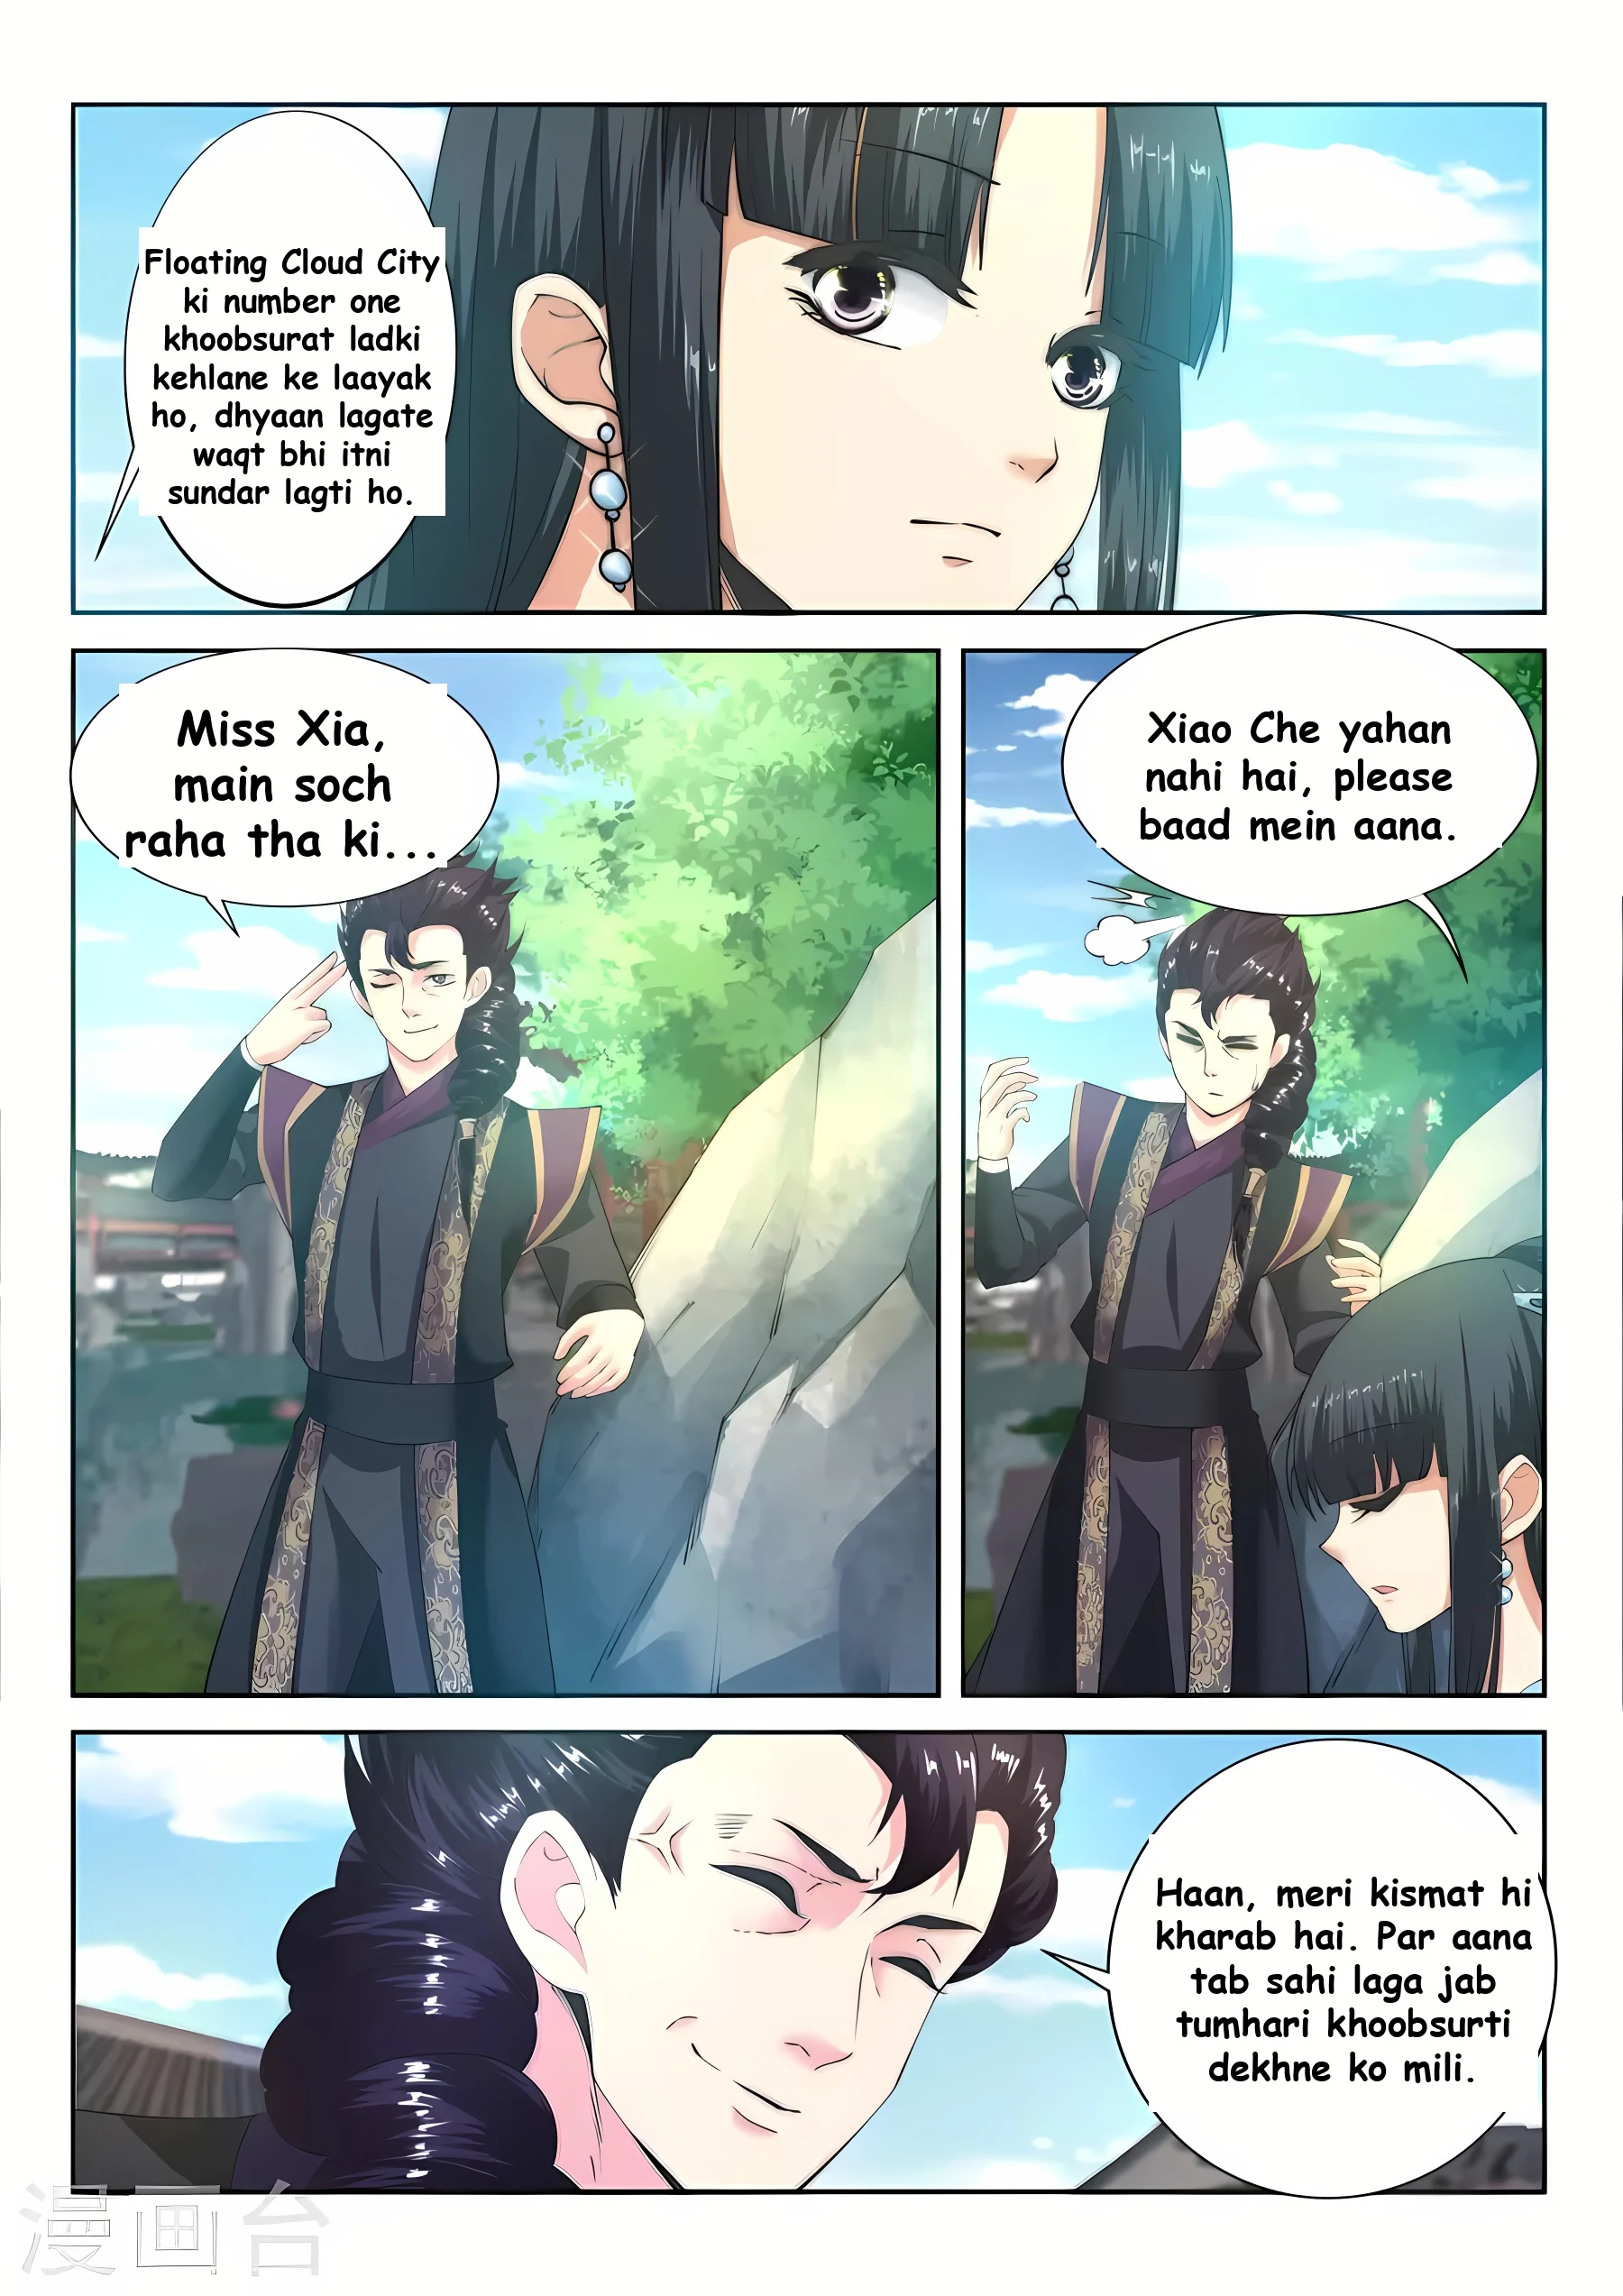 Floating Cloud City
ki number one
khoobsurat ladki
kehlane ke laayak
ho, dhyaan lagate
waqt bhi itni
sundar lagti ho.
Miss Xia,
main soch
raha tha ki...
Xiao Che yahan
nahi hai, please
baad mein aana.
Haan, meri kismat hi
kharab hai. Par aana
tab sahi laga jab
tumhari khoobsurti
dekhne ko mili.
漫画台